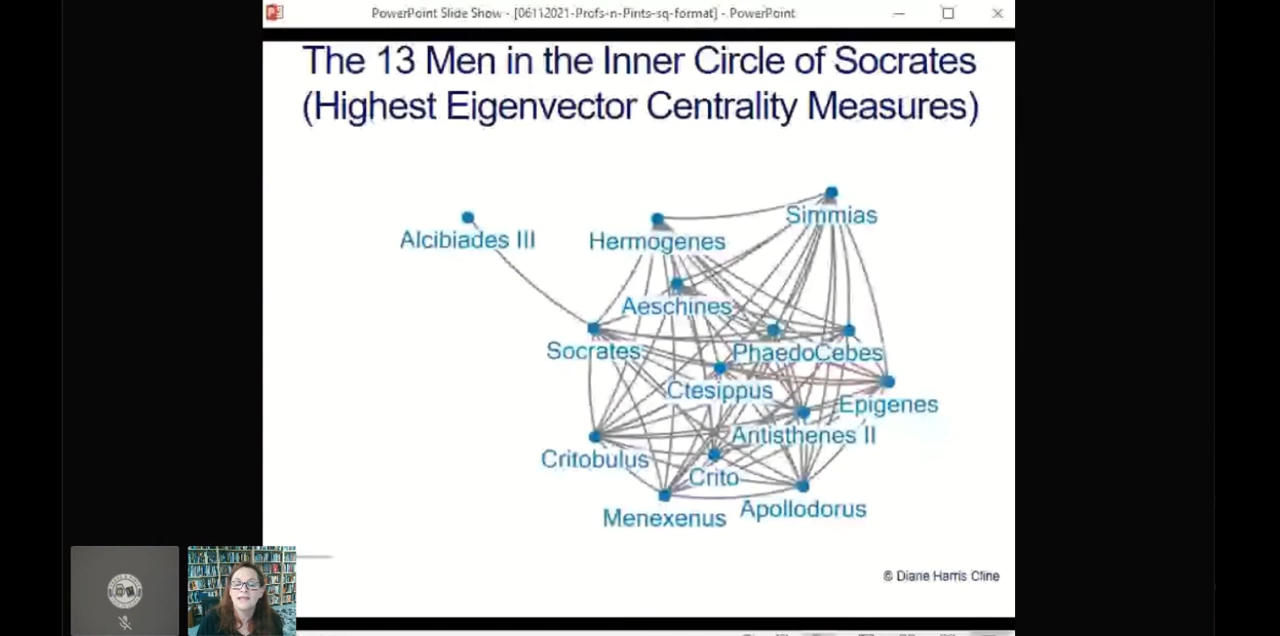 PowerPoint Slide Show - [06112021-Profs-n-Pints-sq-format] - PowerPoint
The 13 Men in the Inner Circle of Socrates
(Highest Eigenvector Centrality Measures)
Simmias
Alcibiades III
Hermogenes
Aeschines
Socrates
Phaedo
Cebes
Ctesippus
Epigenes
Antisthenes II
Critobulus
Crito
Apollodorus
Menexenus
© Diane Harris Cline